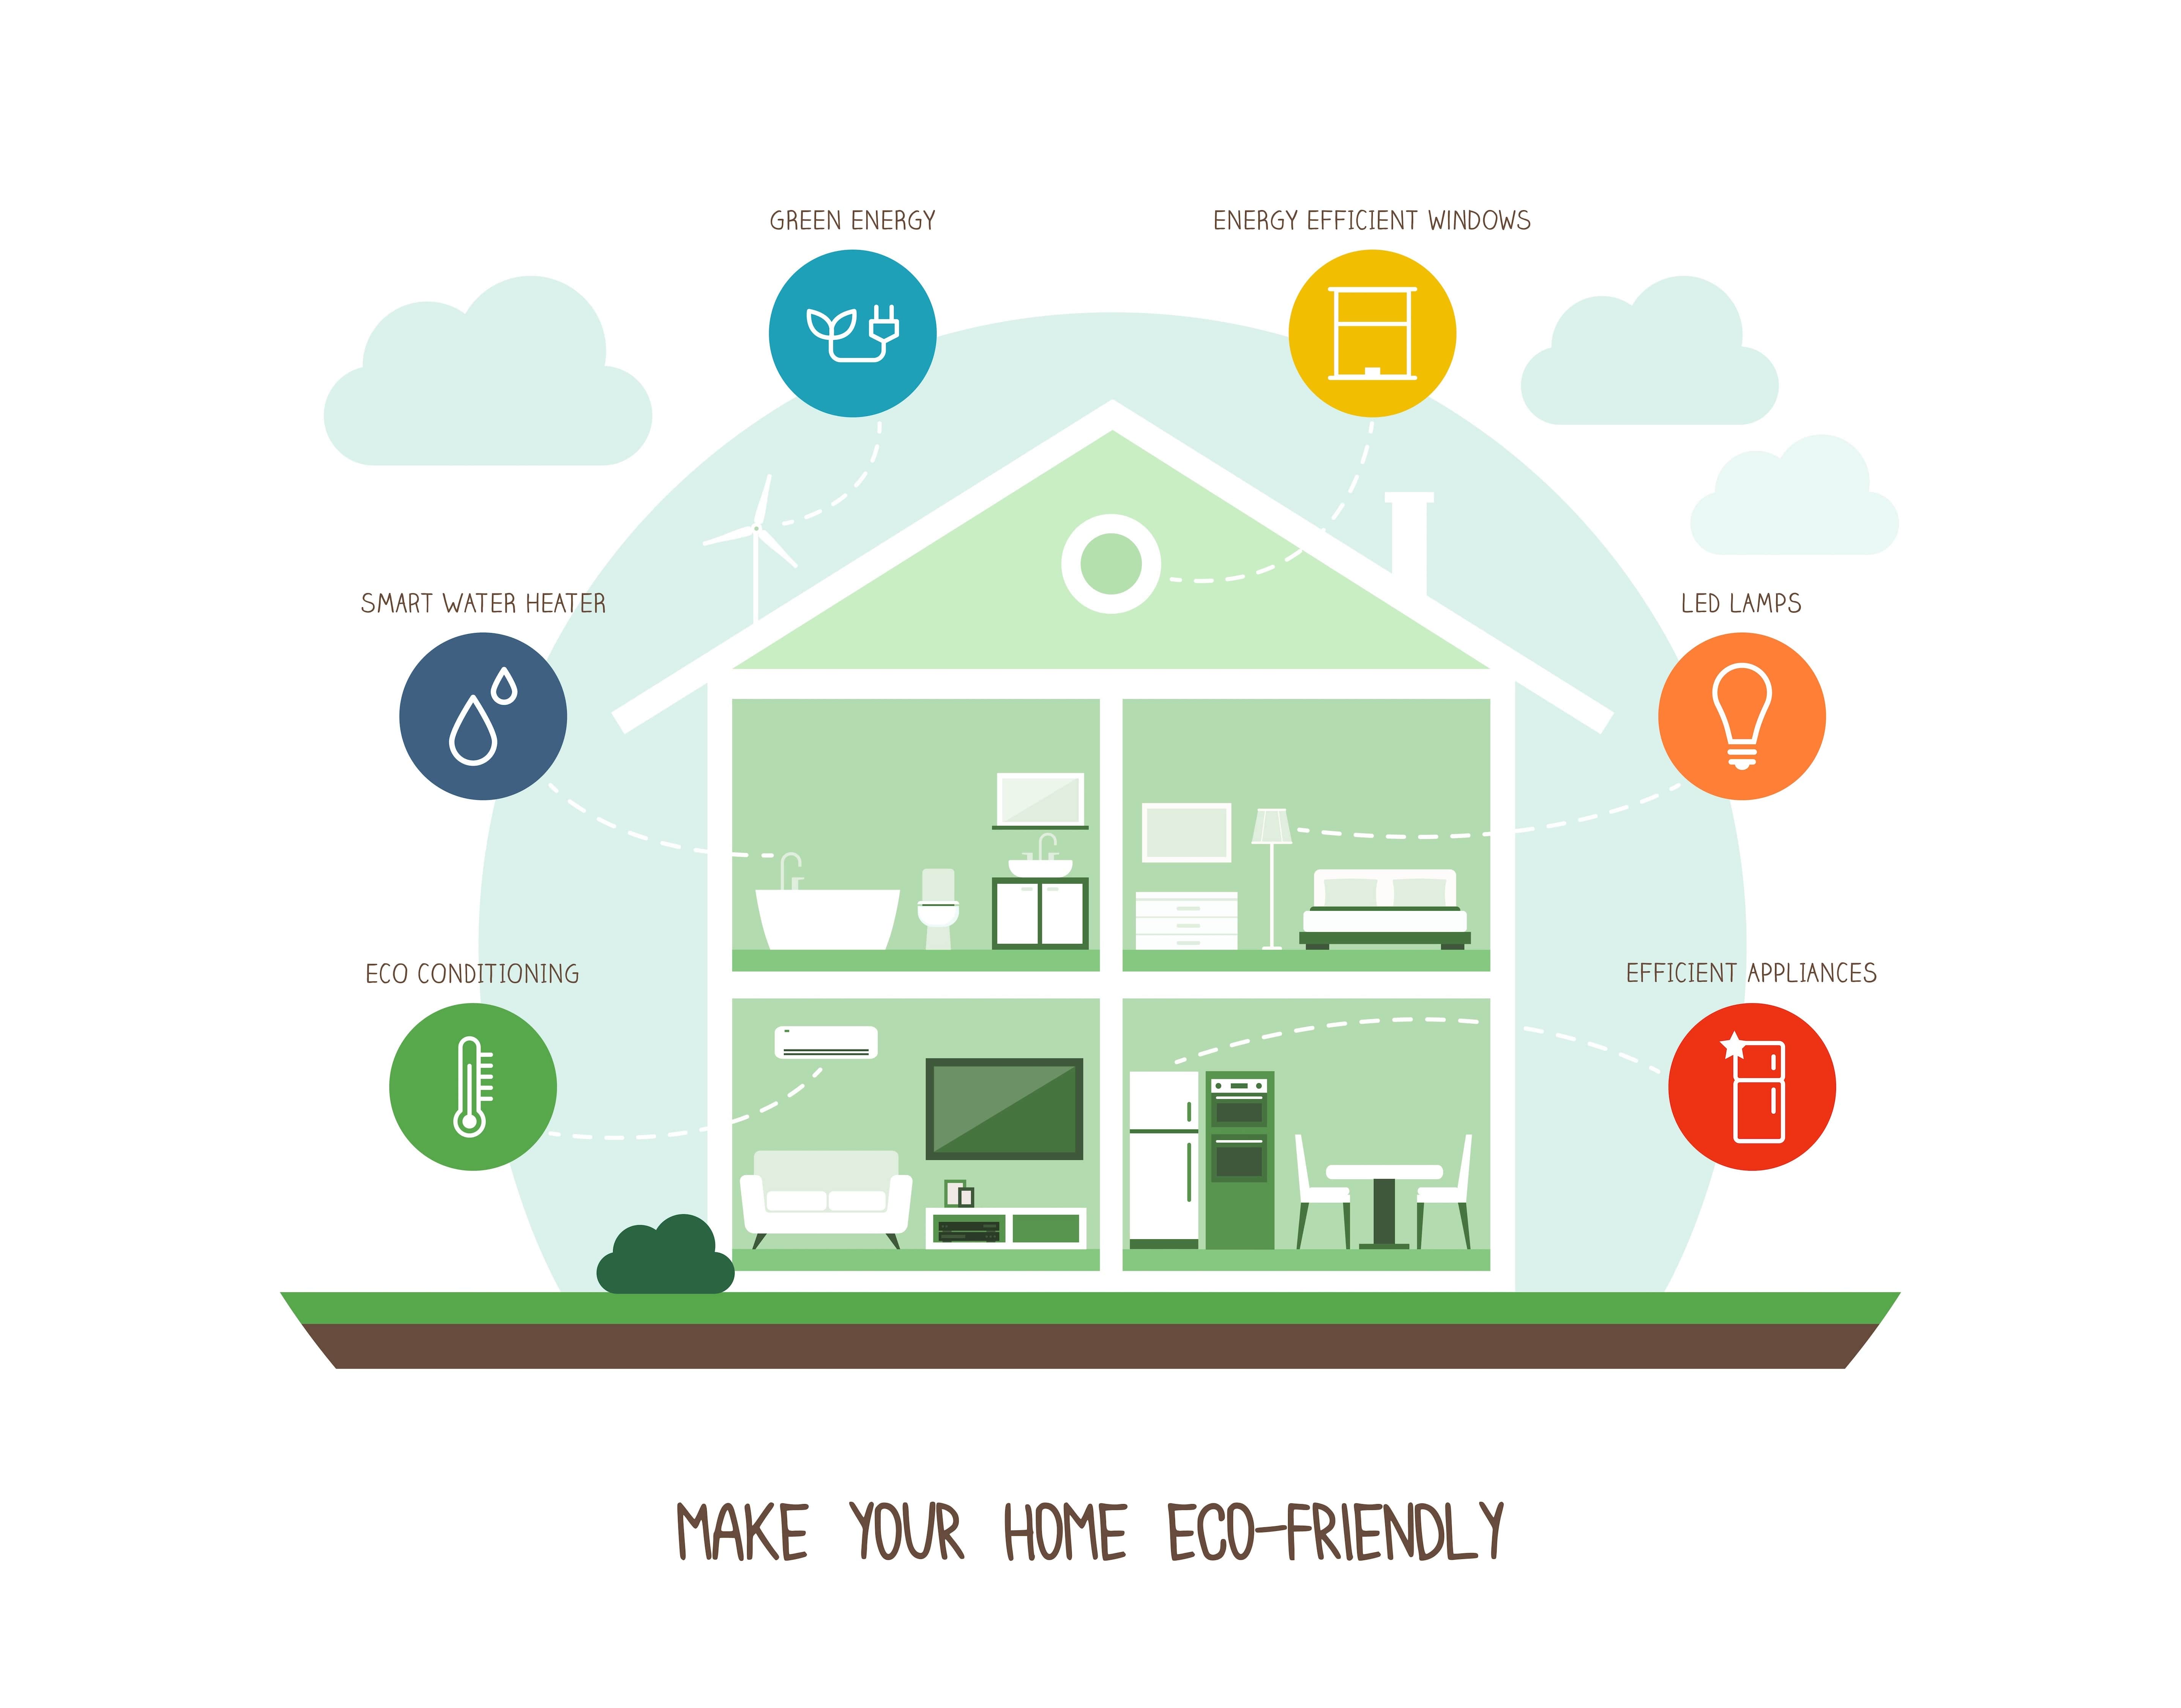 GREEN ENERGY
ENERGY EFFICIENT WINDOWS
SMART WATER HEATER
LED LAMPS
ECO CONDITIONING
EFFICIENT APPLIANCES
MAKE YOUR HOME ECO-FRIENDLY